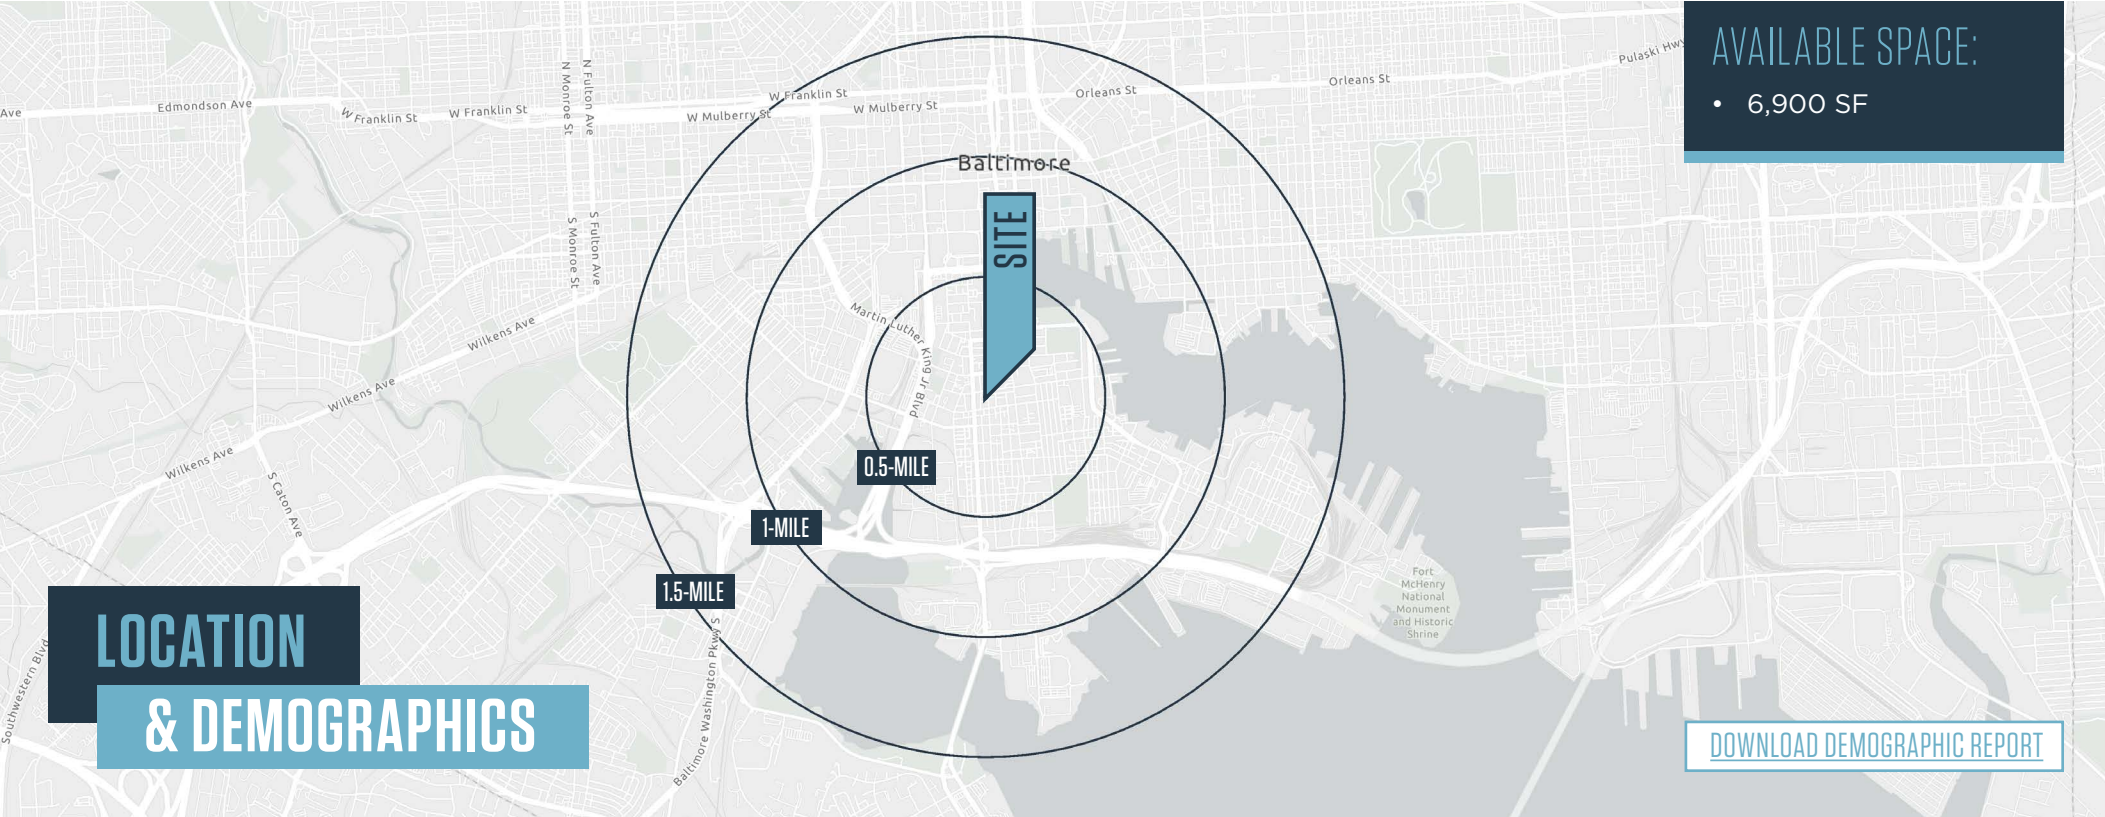 AVAILABLE SPACE:
• 6,900 SF
Pulaski Hwy
Orleans St
Orleans St
W Franklin St
W Mulberry St
W Mulberry St
W Franklin St
W Franklin St
Edmondson Ave
Ave
N Monroe St
N Fulton Ave
S Monroe St
S Fulton Ave
Baltimore
SITE
Martin Luther King Jr Blvd
Wilkens Ave
Wilkens Ave
Wilkens Ave
S Caton Ave
0.5-MILE
1-MILE
1.5-MILE
Fort
McHenry
National
Monument
and Historic
Shrine
Southwestern Blvd
Baltimore Washington Pkwy S
LOCATION
& DEMOGRAPHICS
DOWNLOAD DEMOGRAPHIC REPORT